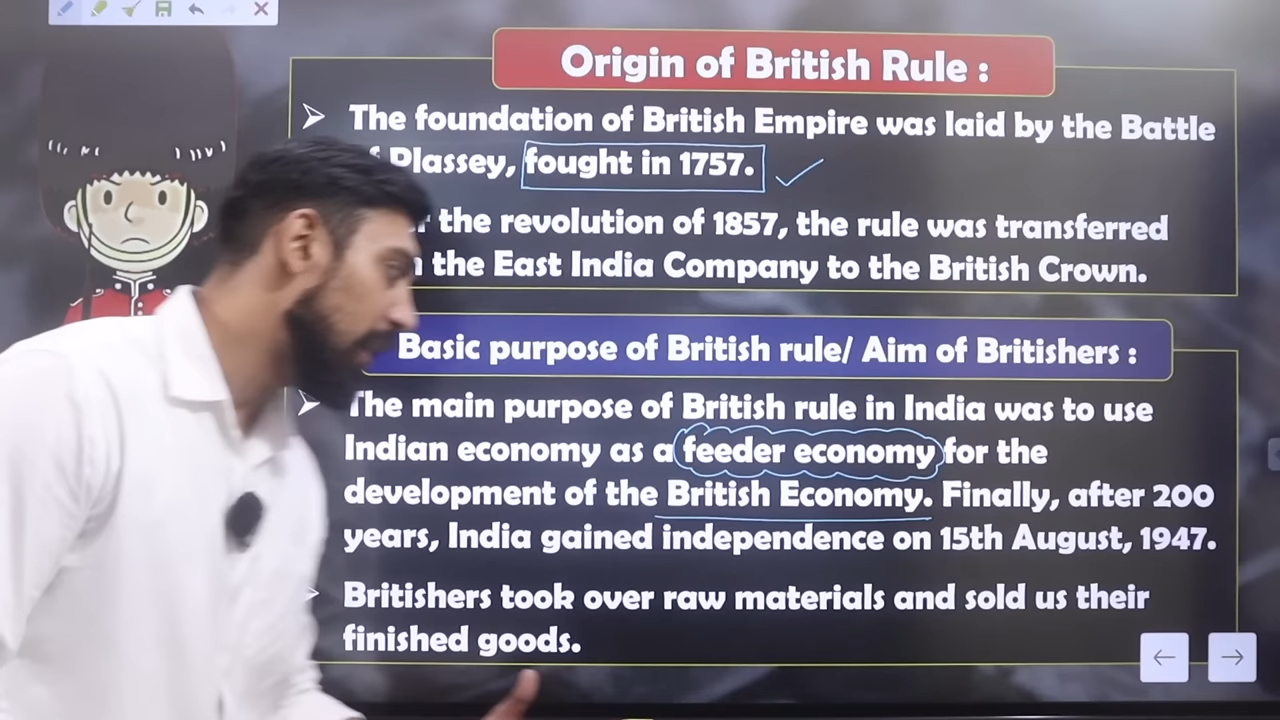 Origin of British Rule :
The foundation of British Empire was laid by the Battle
Plassey, fought in 1757.
the revolution of 1857, the rule was transferred
the East India Company to the British Crown.
Basic purpose of British rule/ Aim of Britishers :
The main purpose of British rule in India was to use
Indian economy as a feeder economy for the
development of the British Economy. Finally, after 200
years, India gained independence on 15th August, 1947.
Britishers took over raw materials and sold us their
finished goods.